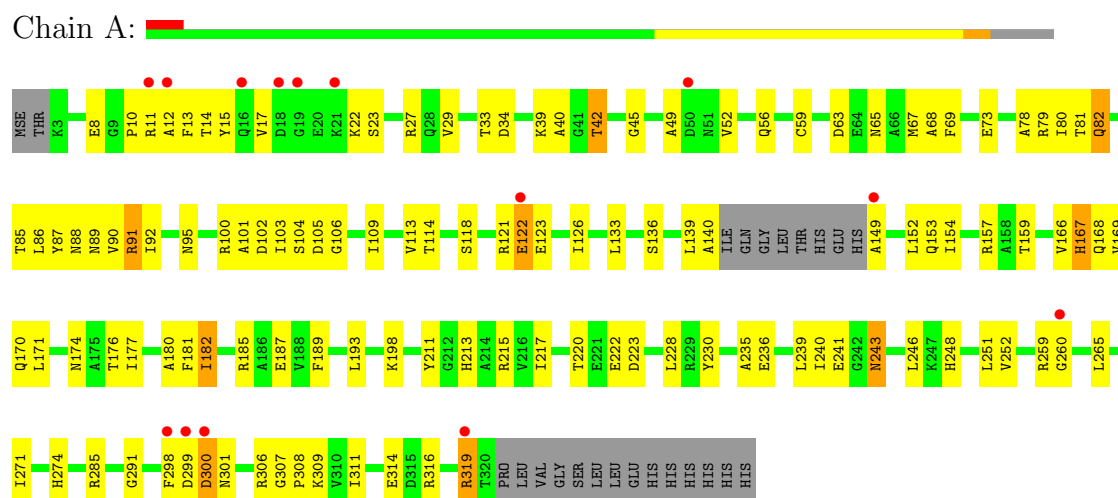 Chain A:
MSE THR K3 E8 G9 P10 R11 A12 F13 T14 Y15 Q16 V17 D18 G19 E20 K21 K22 S23 R27 Q28 V29 T33 D34 K39 A40 G41 T42 G45 A49 D50 N51 V52 Q56 C59 D63 E64 N65 A66 M67 A68 F69 E73 A78 R79 I80 T81 Q82
T85 L86 Y87 N88 N89 V90 R91 I92 N95 R100 A101 D102 I103 S104 D105 G106 I109 V113 T114 S118 R121 E122 E123 I126 L133 S136 L139 A140 ILE GLN GLY LEU THR HIS GLU HIS A149 L152 Q153 I154 R157 A158 T159 V166 H167 Q168 V169
Q170 L171 N174 A175 T176 I177 A180 F181 I182 R185 A186 E187 V188 F189 L193 K198 Y211 G212 H213 A214 R215 V216 I217 T220 E221 E222 D223 L228 R229 Y230 A235 E236 L239 I240 E241 G242 N243 L246 K247 H248 L251 V252 R259 G260 L265
I271 H274 R285 G291 F298 D299 D300 N301 R306 G307 P308 K309 V310 I311 E314 D315 R316 R319 T320 PRO LEU VAL GLY SER LEU LEU GLU HIS HIS HIS HIS HIS HIS